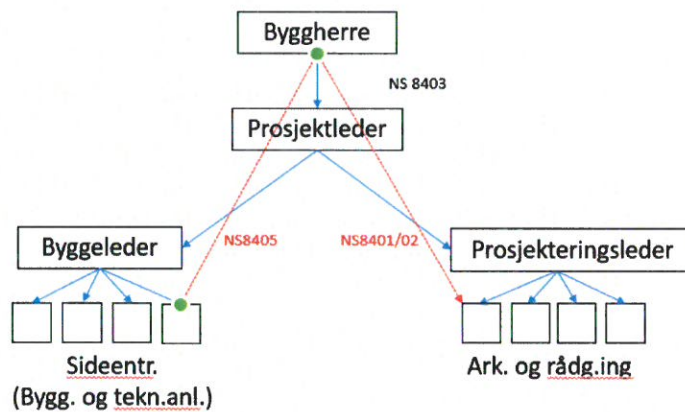 Byggherre
NS 8403
Prosjektleder
Byggeleder
NS8405
NS8401/02
Prosjekteringsleder
Sideentr.
(Bygg. og tekn.anl.)
Ark. og rådg.ing